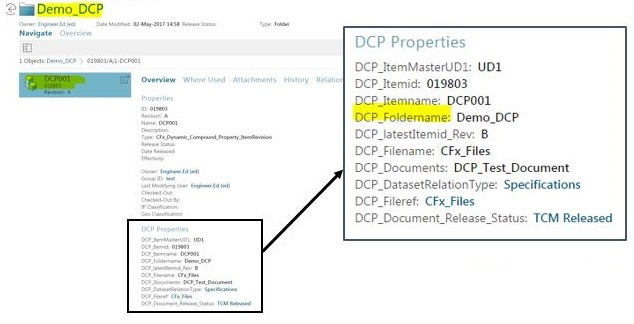 Demo_DCP
Owner: Engineer.Ed (ed) Date Modified: 02-May-2017 14:58 Release Status: Type: Folder
Navigate Overview
1 Objects: Demo_DCP > 019803/A;1-DCP001
DCP001
019803
Revision: A
Overview Where Used Attachments History Relation
Properties
ID: 019803
Revision: A
Name: DCP001
Description:
Type: CFx_Dynamic_Compound_Property_ItemRevision
Release Status:
Date Released:
Effectivity:
Owner: Engineer.Ed (ed)
Group ID: test
Last Modifying User: Engineer.Ed (ed)
Checked-Out:
Checked-Out By:
IP Classification:
Gov Classification:
DCP Properties
DCP_ItemMasterUD1: UD1
DCP_Itemid: 019803
DCP_Itemname: DCP001
DCP_Foldername: Demo_DCP
DCP_latestItemid_Rev: B
DCP_Filename: CFx_Files
DCP_Documents: DCP_Test_Document
DCP_DatasetRelationType: Specifications
DCP_Fileref: CFx_Files
DCP_Document_Release_Status: TCM Released
DCP Properties
DCP_ItemMasterUD1: UD1
DCP_Itemid: 019803
DCP_Itemname: DCP001
DCP_Foldername: Demo_DCP
DCP_latestItemid_Rev: B
DCP_Filename: CFx_Files
DCP_Documents: DCP_Test_Document
DCP_DatasetRelationType: Specifications
DCP_Fileref: CFx_Files
DCP_Document_Release_Status: TCM Released